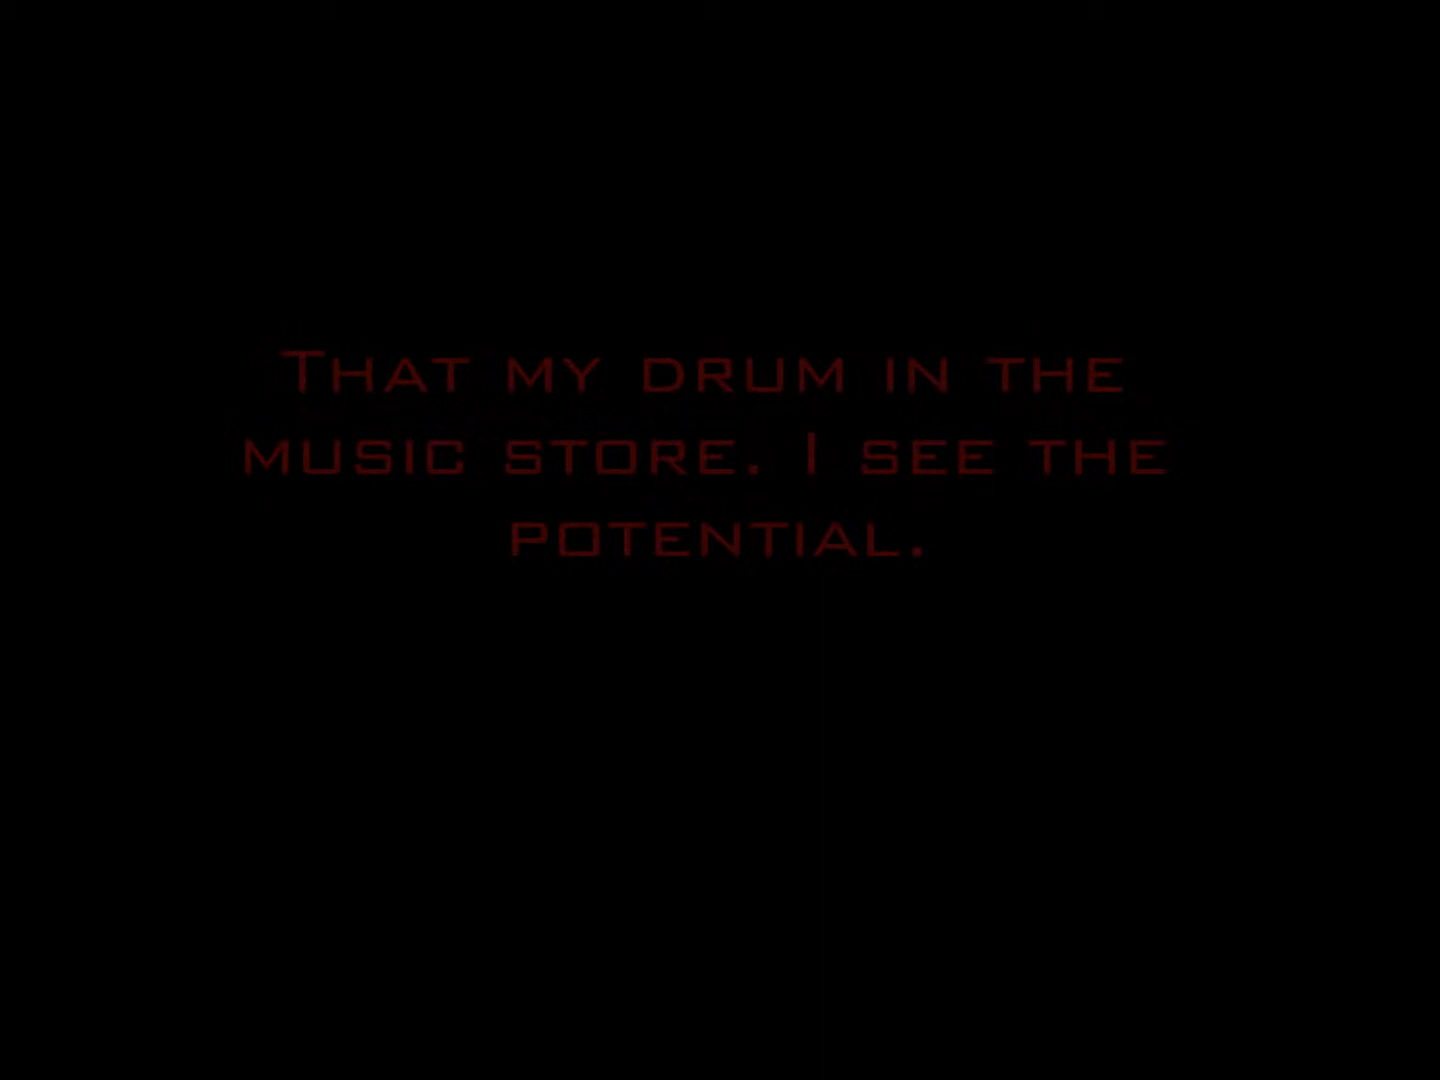 That my drum in the
music store. I see the
potential.